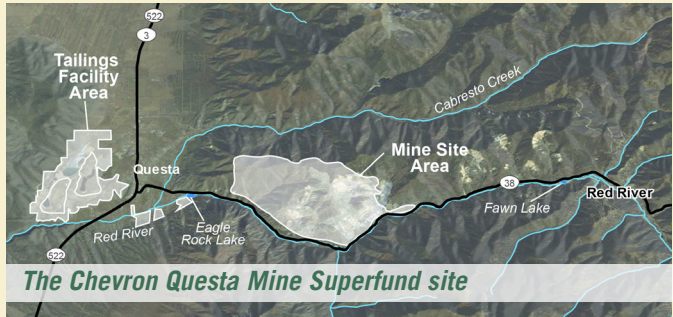 522
3
Tailings
Facility
Area
Cabresto Creek
Mine Site
Area
Questa
38
Red River
Fawn Lake
Eagle
Rock Lake
Red River
522
The Chevron Questa Mine Superfund site